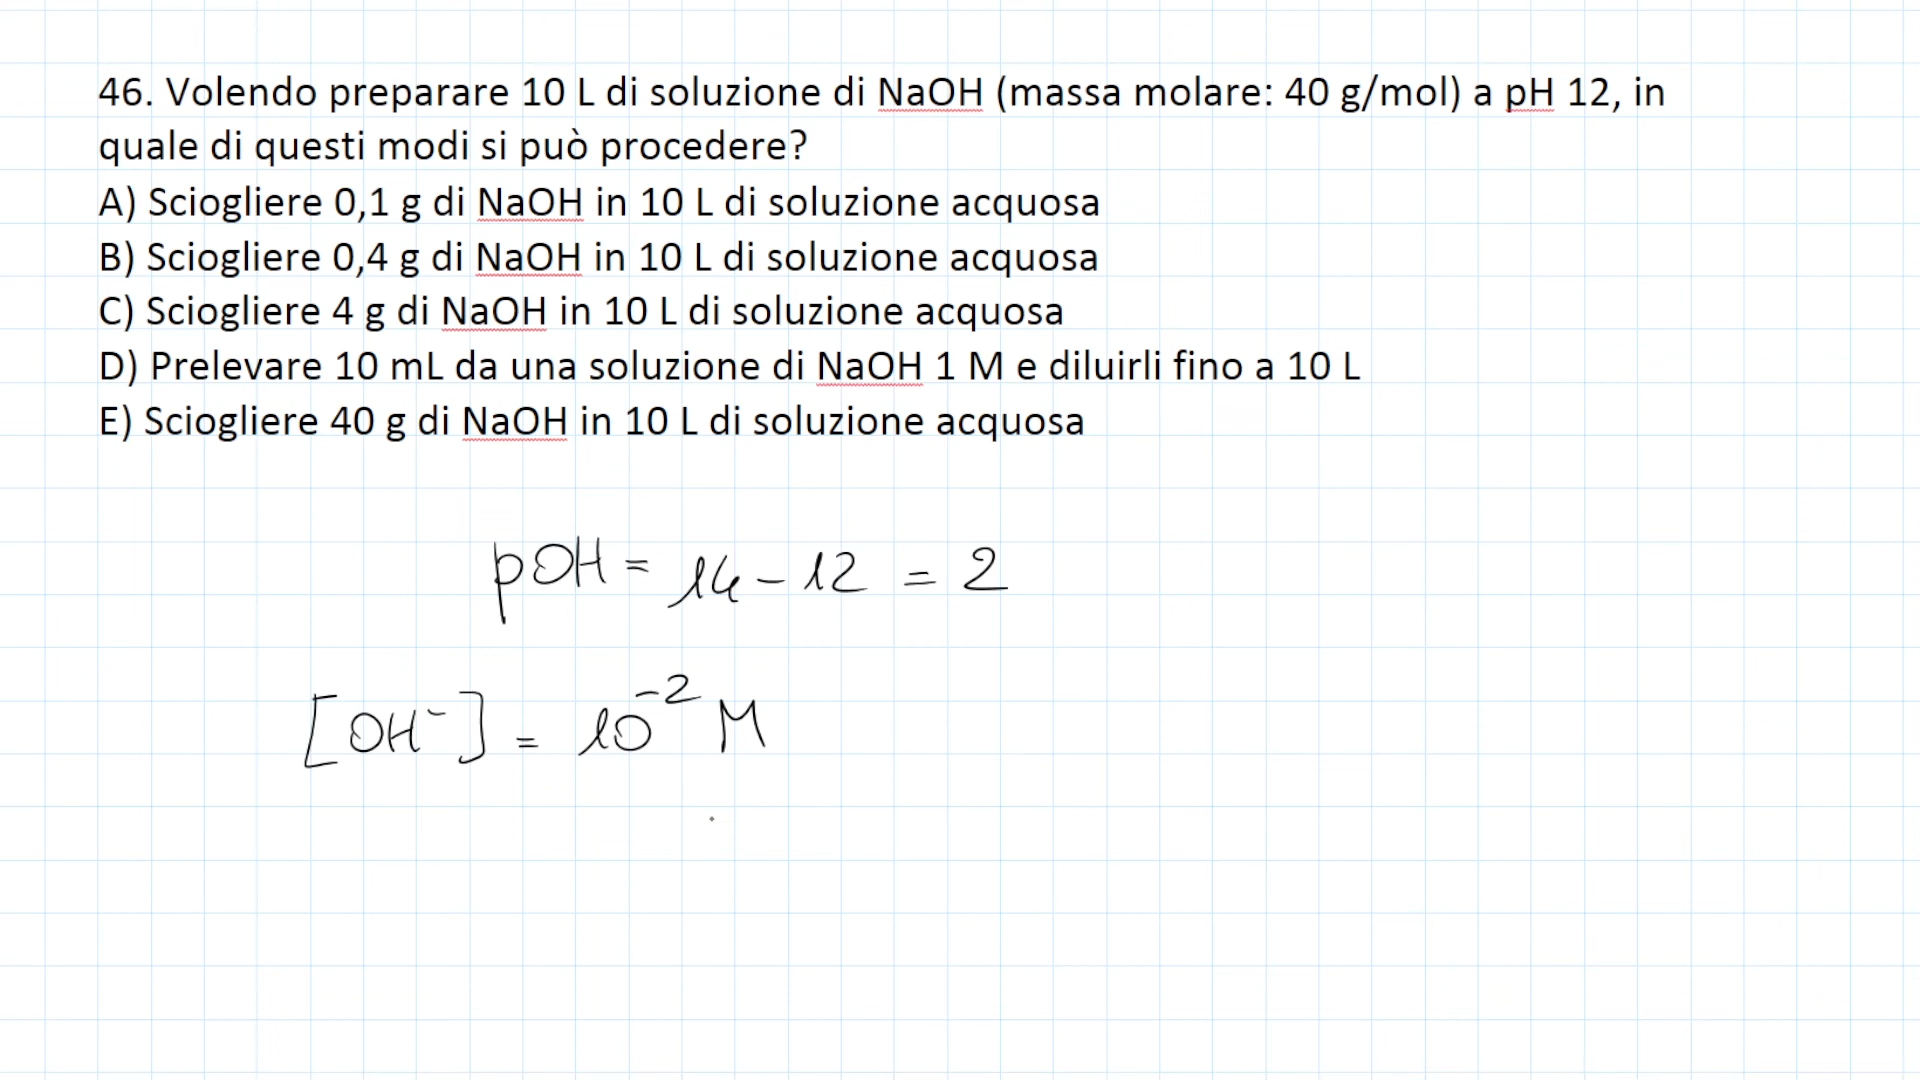 46. Volendo preparare 10 L di soluzione di NaOH (massa molare: 40 g/mol) a pH 12, in
quale di questi modi si può procedere?
A) Sciogliere 0,1 g di NaOH in 10 L di soluzione acquosa
B) Sciogliere 0,4 g di NaOH in 10 L di soluzione acquosa
C) Sciogliere 4 g di NaOH in 10 L di soluzione acquosa
D) Prelevare 10 mL da una soluzione di NaOH 1 M e diluirli fino a 10 L
E) Sciogliere 40 g di NaOH in 10 L di soluzione acquosa
pOH = 14 - 12 = 2
[OH⁻] = 10⁻² M